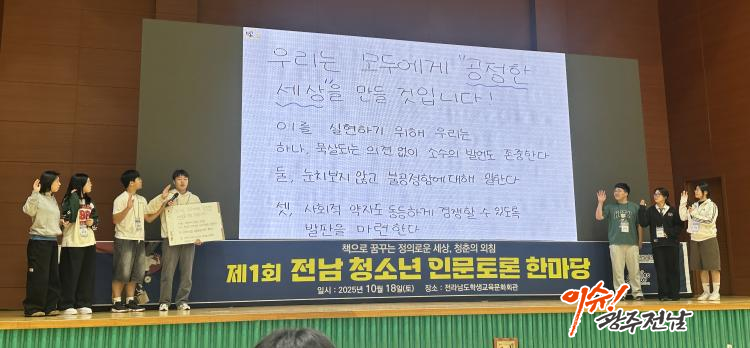 우리는 모두에게 "공정한
세상"을 만들 것입니다!
이를 실현하기 위해 우리는
하나, 묵살되는 의견 없이 소수의 발언도 존중한다
둘, 눈치보지 않고 불공정함에 대해 말한다
셋, 사회적 약자도 동등하게 경쟁할 수 있도록
발판을 마련한다
책으로 꿈꾸는 정의로운 세상, 청춘의 외침
제1회 전남 청소년 인문토론 한마당
일시 : 2025년 10월 18일(토) 장소 : 전라남도학생교육문화회관
이슈!
광주전남